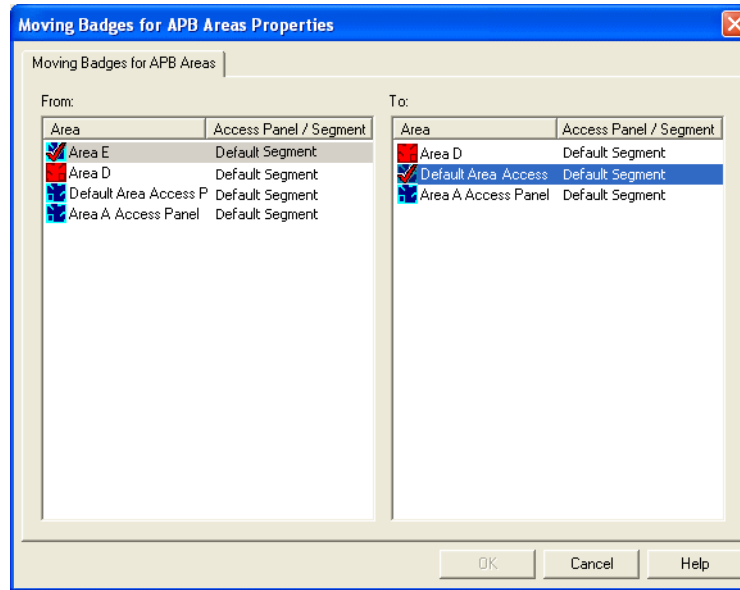 Moving Badges for APB Areas Properties
Moving Badges for APB Areas
From: To:
Area Access Panel / Segment Area Access Panel / Segment
Area E Default Segment Area D Default Segment
Area D Default Segment Default Area Access Default Segment
Default Area Access P Default Segment Area A Access Panel Default Segment
Area A Access Panel Default Segment
OK Cancel Help